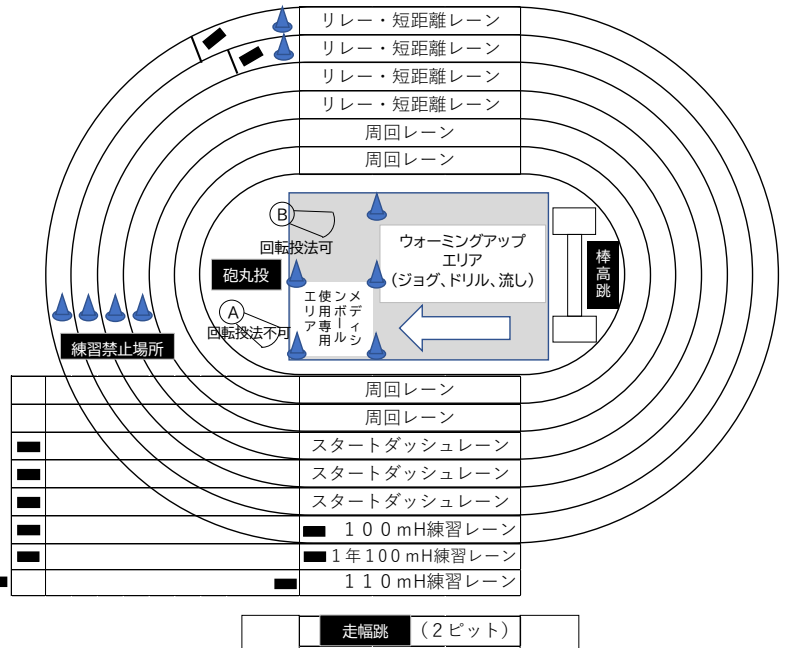 リレー・短距離レーン
リレー・短距離レーン
リレー・短距離レーン
リレー・短距離レーン
周回レーン
周回レーン
B
回転投法可
ウォーミングアップ
エリア
(ジョグ、ドリル、流し)
棒高跳
砲丸投
メディシ
ンボール
使用専用
エリア
A
回転投法不可
練習禁止場所
周回レーン
周回レーン
スタートダッシュレーン
スタートダッシュレーン
スタートダッシュレーン
100mH練習レーン
1年100mH練習レーン
110mH練習レーン
走幅跳 (2ピット)